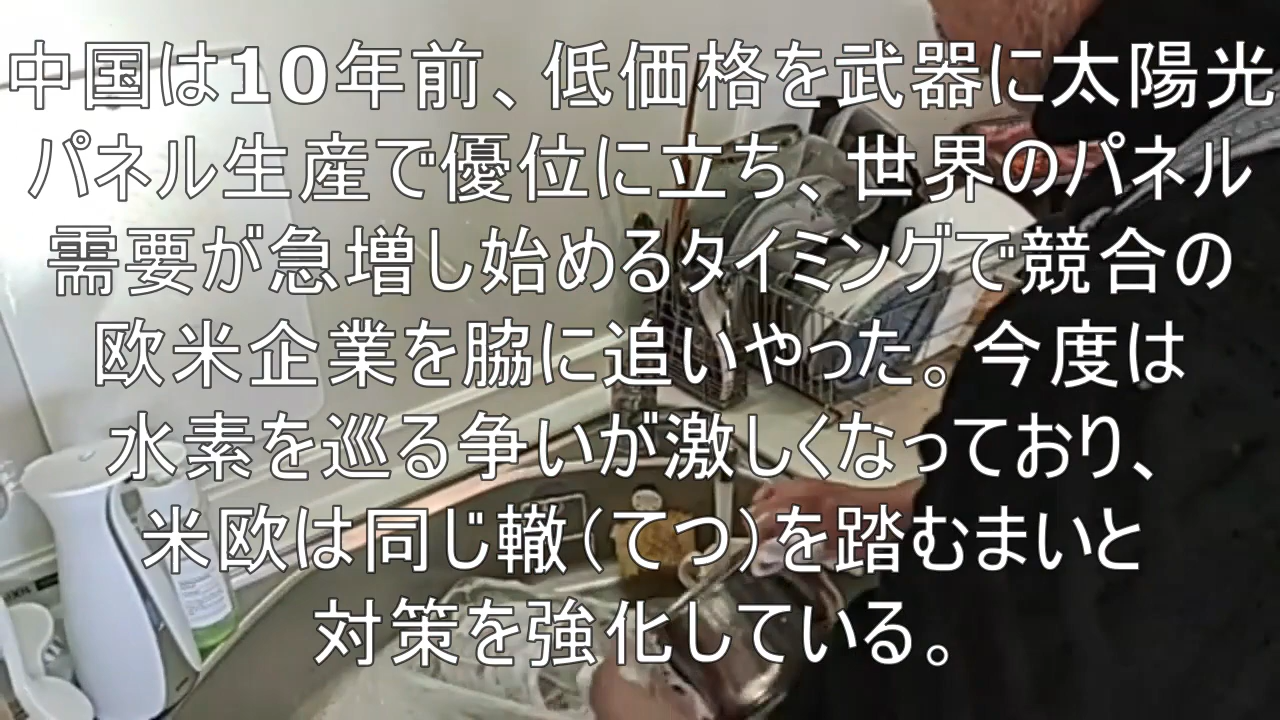 中国は10年前、低価格を武器に太陽光
パネル生産で優位に立ち、世界のパネル
需要が急増し始めるタイミングで競合の
欧米企業を脇に追いやった。今度は
水素を巡る争いが激しくなっており、
米欧は同じ轍（てつ）を踏むまいと
対策を強化している。